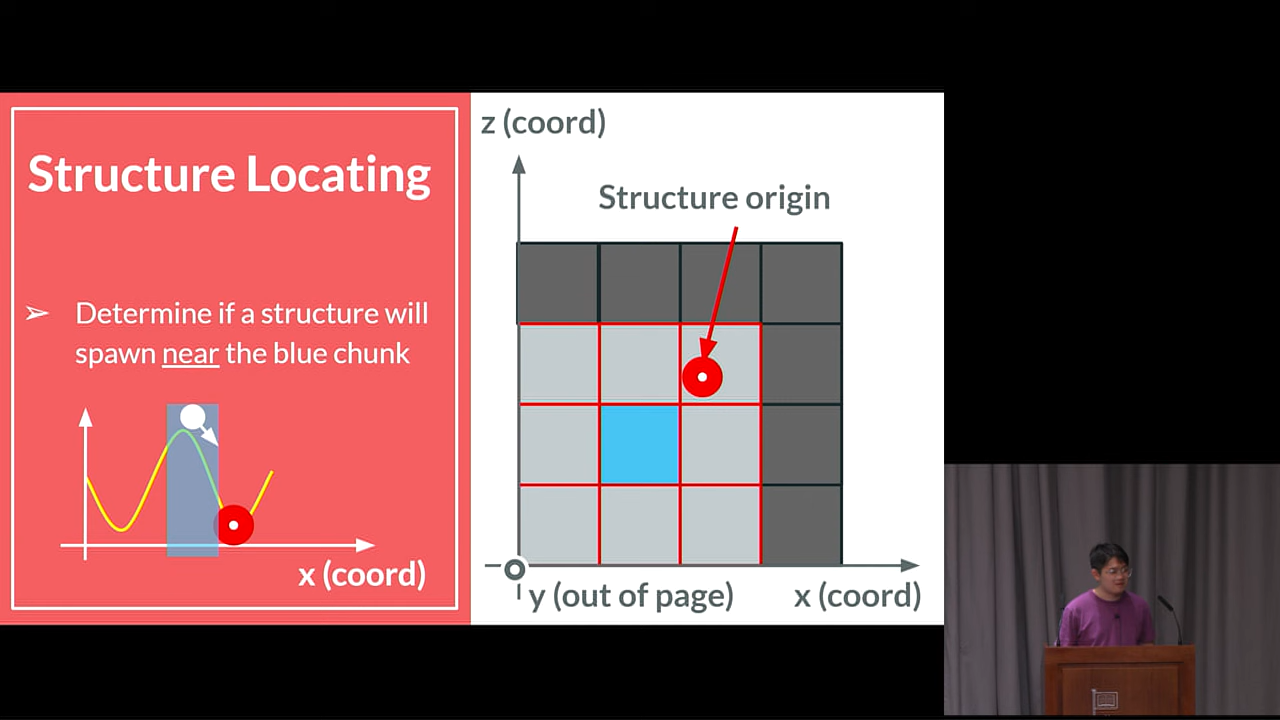 Structure Locating
➢ Determine if a structure will
spawn near the blue chunk
x (coord)
z (coord)
Structure origin
y (out of page)
x (coord)